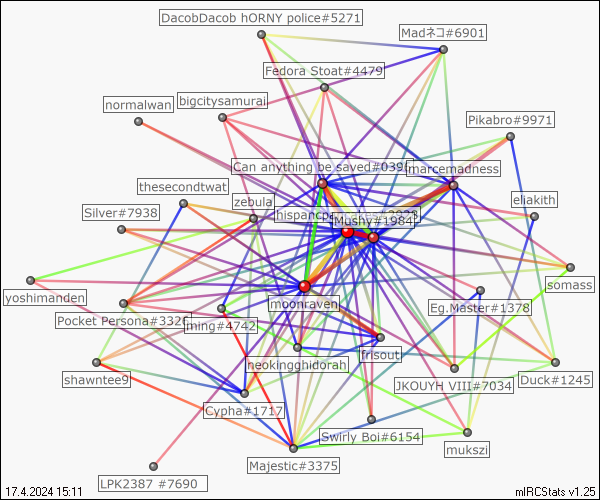 DacobDacob hORNY police#5271
Madネコ#6901
Fedora Stoat#4479
bigcitysamurai
normalwan
Pikabro#9971
Can anything be saved#039
marcemadness
thesecondtwat
zebula
eliakith
Silver#7938
Mushy#1984
somass
yoshimanden
moonraven
Eg.Master#1378
Pocket Persona#332
ming#4742
frisout
neokingghidorah
shawntee9
JKOUYH VIII#7034
Duck#1245
Cypha#1717
Swirly Boi#6154
mukszi
Majestic#3375
LPK2387 #7690
17.4.2024 15:11
mIRCStats v1.25